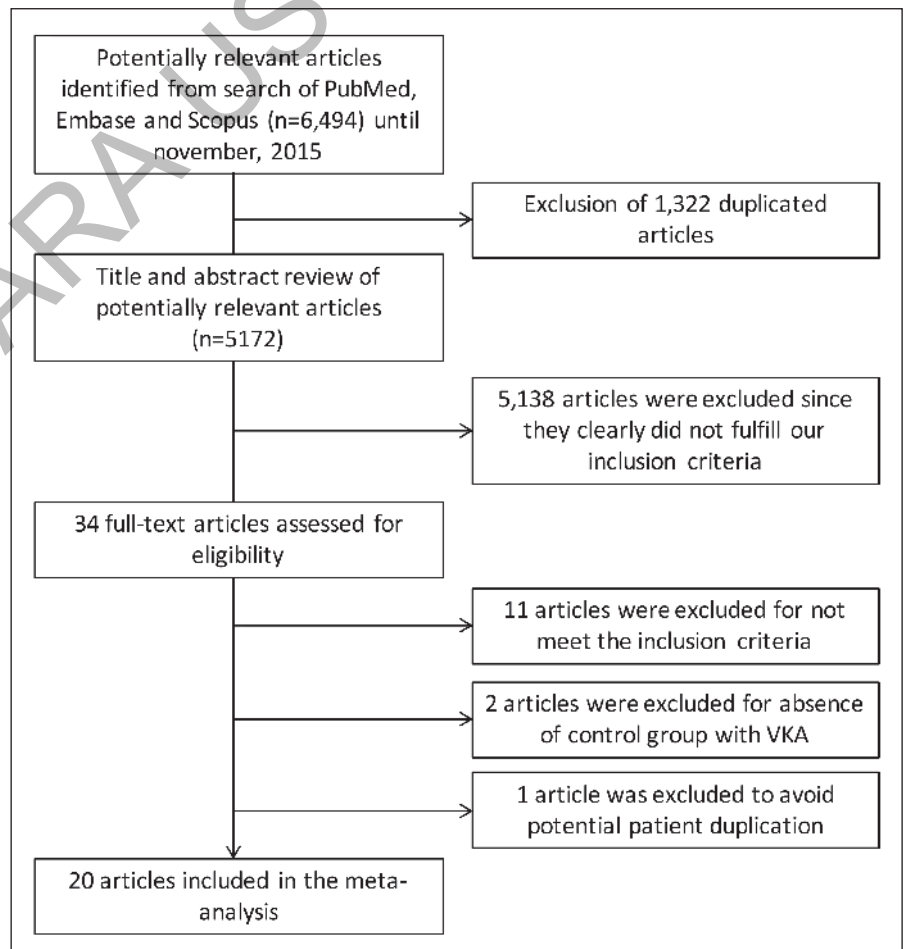 Potentially relevant articles
identified from search of PubMed,
Embase and Scopus (n=6,494) until
november, 2015
Exclusion of 1,322 duplicated
articles
Title and abstract review of
potentially relevant articles
(n=5172)
5,138 articles were excluded since
they clearly did not fulfill our
inclusion criteria
34 full-text articles assessed for
eligibility
11 articles were excluded for not
meet the inclusion criteria
2 articles were excluded for absence
of control group with VKA
1 article was excluded to avoid
potential patient duplication
20 articles included in the meta-
analysis
ARA US